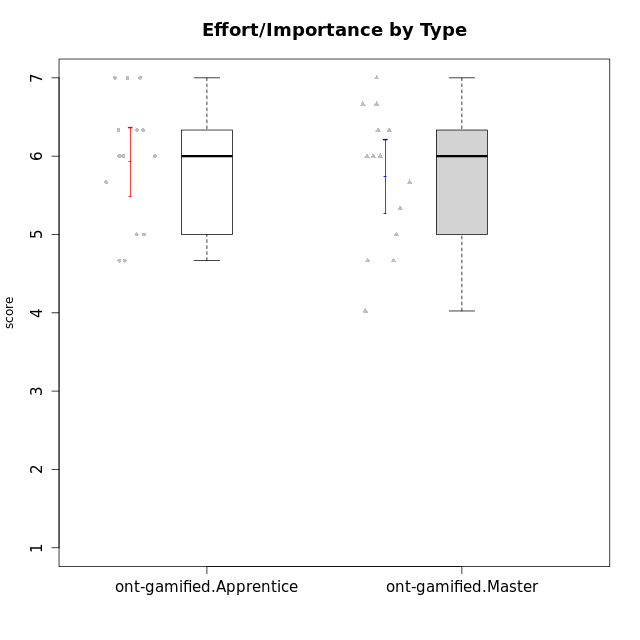 Effort/Importance by Type
7
6
5
4
3
2
1
score
ont-gamified.Apprentice
ont-gamified.Master